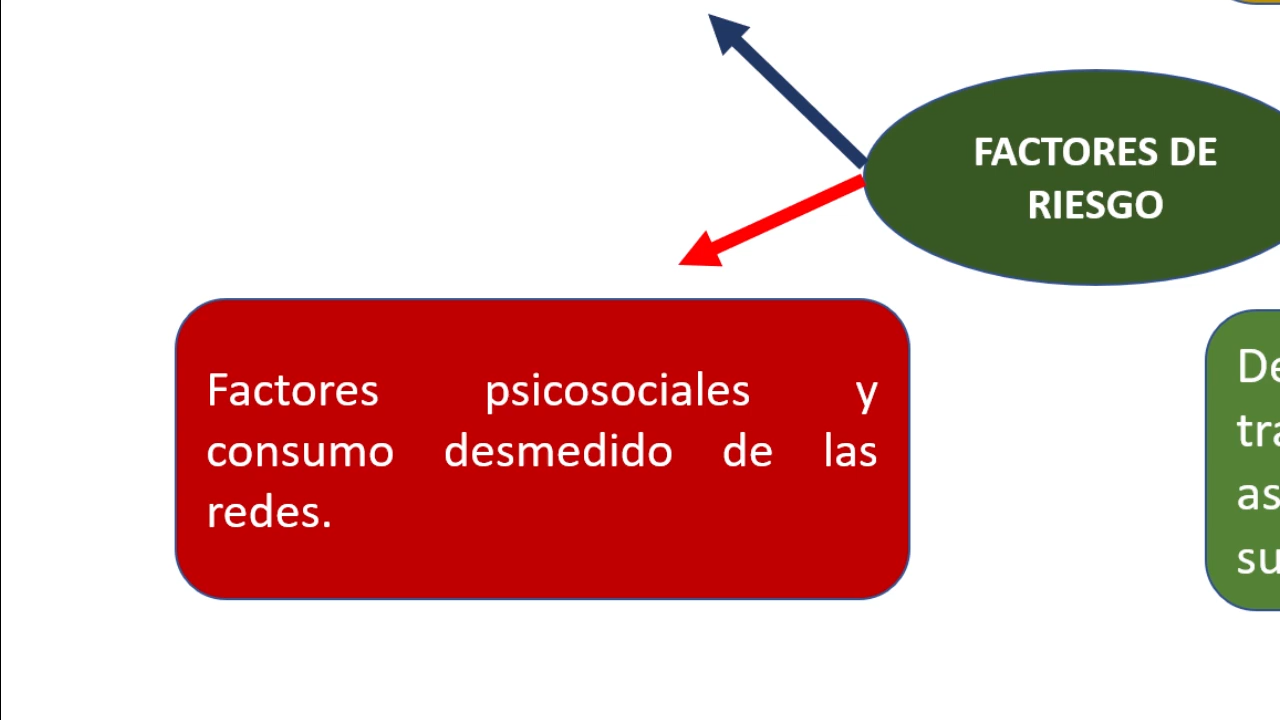 FACTORES DE
RIESGO
Factores psicosociales y
consumo desmedido de las
redes.